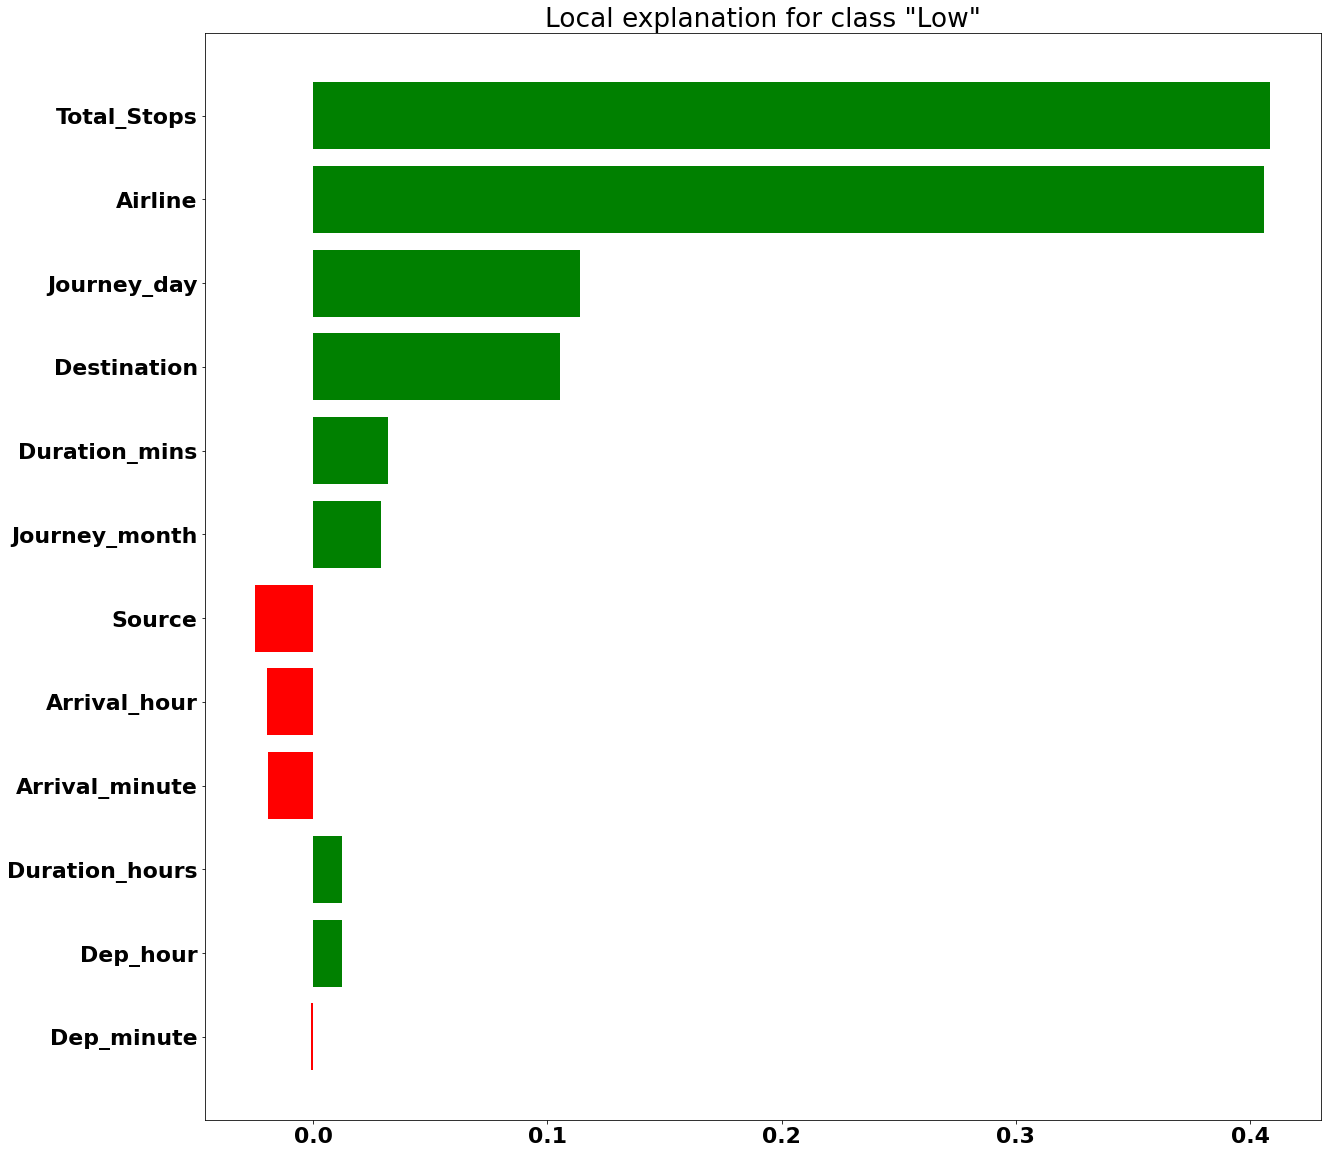 Local explanation for class "Low"
Total_Stops
Airline
Journey_day
Destination
Duration_mins
Journey_month
Source
Arrival_hour
Arrival_minute
Duration_hours
Dep_hour
Dep_minute
0.0 0.1 0.2 0.3 0.4